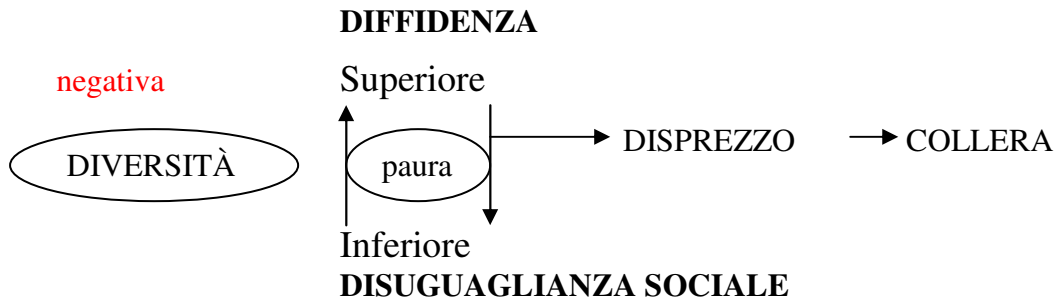 DIFFIDENZA
negativa
Superiore
DIVERSITÀ
paura
DISPREZZO
COLLERA
Inferiore
DISUGUAGLIANZA SOCIALE